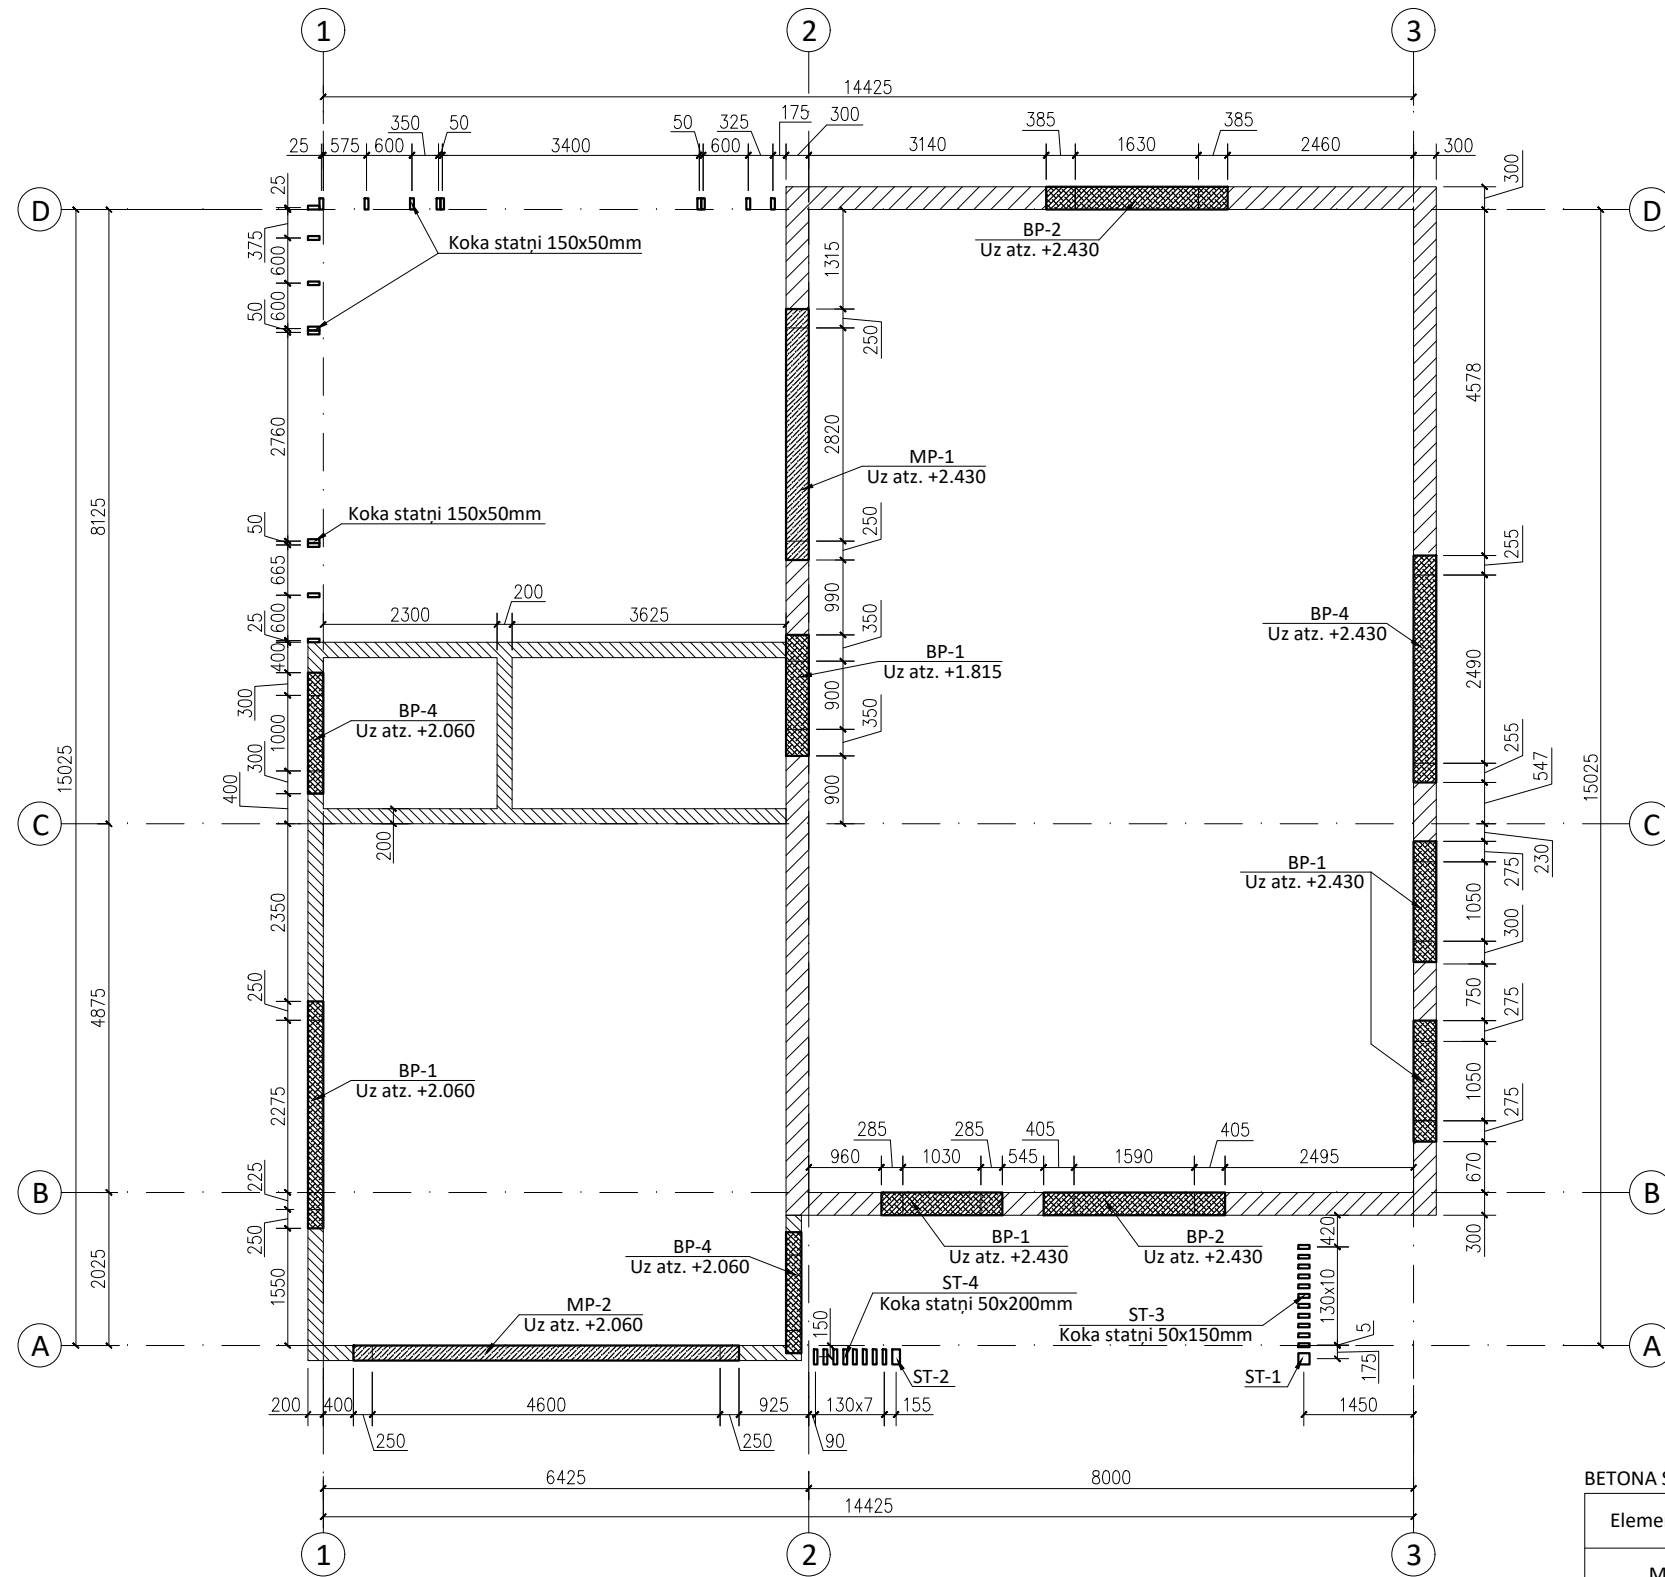 1
2
3
14425
175
300
350
50
50
325
385
385
25
575
600
3400
600
3140
1630
2460
300
D
D
25
375
600
600
50
2760
50
665
600
25
400
300
1000
300
400
2350
250
2275
225
250
1550
8125
15025
4875
2025
Koka statņi 150x50mm
Koka statņi 150x50mm
BP-2
Uz atz. +2.430
300
1315
250
2820
250
990
350
900
350
900
MP-1
Uz atz. +2.430
BP-1
Uz atz. +1.815
2300
200
3625
BP-4
Uz atz. +2.060
200
4578
255
2490
255
547
230
275
1050
300
750
275
1050
275
670
300
15025
BP-4
Uz atz. +2.430
C
C
BP-1
Uz atz. +2.430
BP-1
Uz atz. +2.060
285
285
405
405
960
1030
545
1590
2495
B
B
BP-1
Uz atz. +2.430
BP-2
Uz atz. +2.430
BP-4
Uz atz. +2.060
MP-2
Uz atz. +2.060
ST-4
Koka statņi 50x200mm
ST-3
Koka statņi 50x150mm
420
130x10
5
175
150
A
A
ST-2
ST-1
200
400
4600
925
130x7
155
1450
250
250
90
6425
8000
14425
1
2
3
BETONA S
Eleme
M